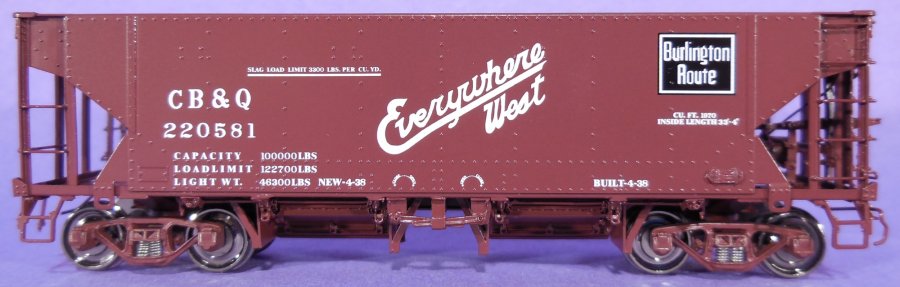 SLAG LOAD LIMIT 3300 LBS. PER CU. YD.
CB&Q
220581
CAPACITY 100000LBS
LOADLIMIT 122700LBS
LIGHT WT. 46300LBS NEW-4-38
Everywhere
West
Burlington
Route
CU. FT. 1970
INSIDE LENGTH 33'-4"
BUILT-4-38